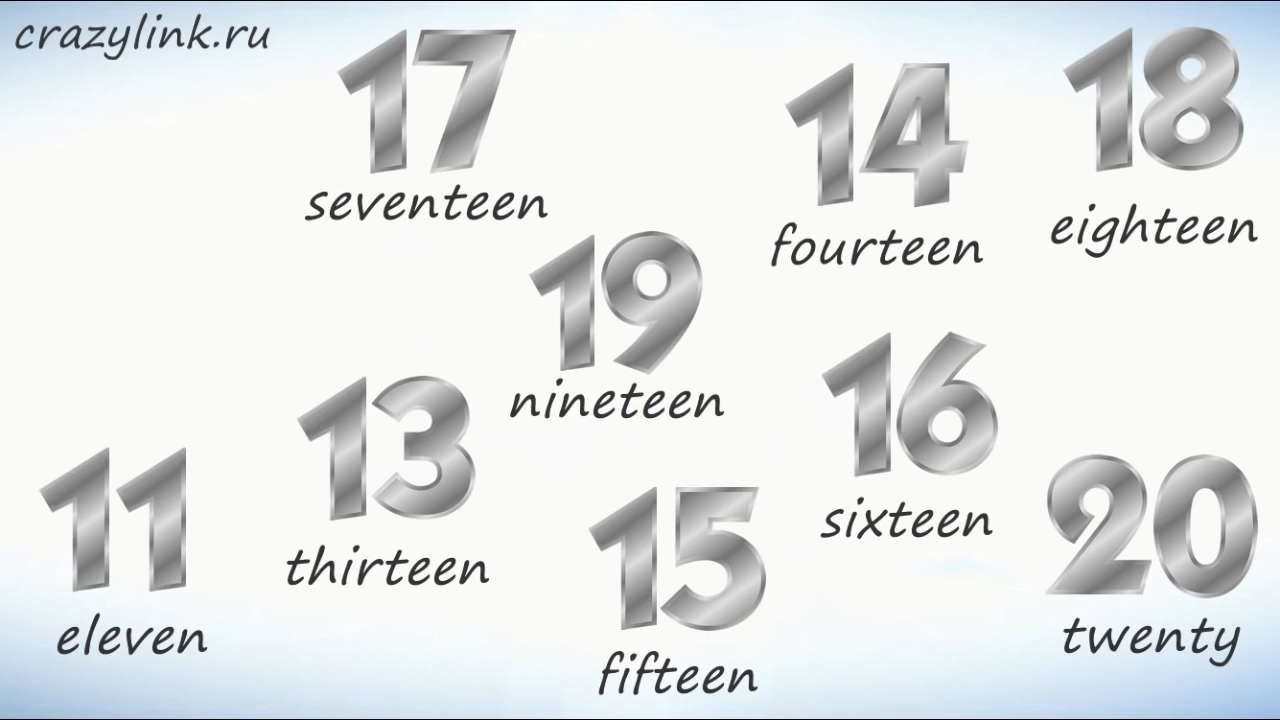 crazylink.ru
17
seventeen
14
fourteen
18
eighteen
19
nineteen
16
sixteen
13
thirteen
11
eleven
15
fifteen
20
twenty